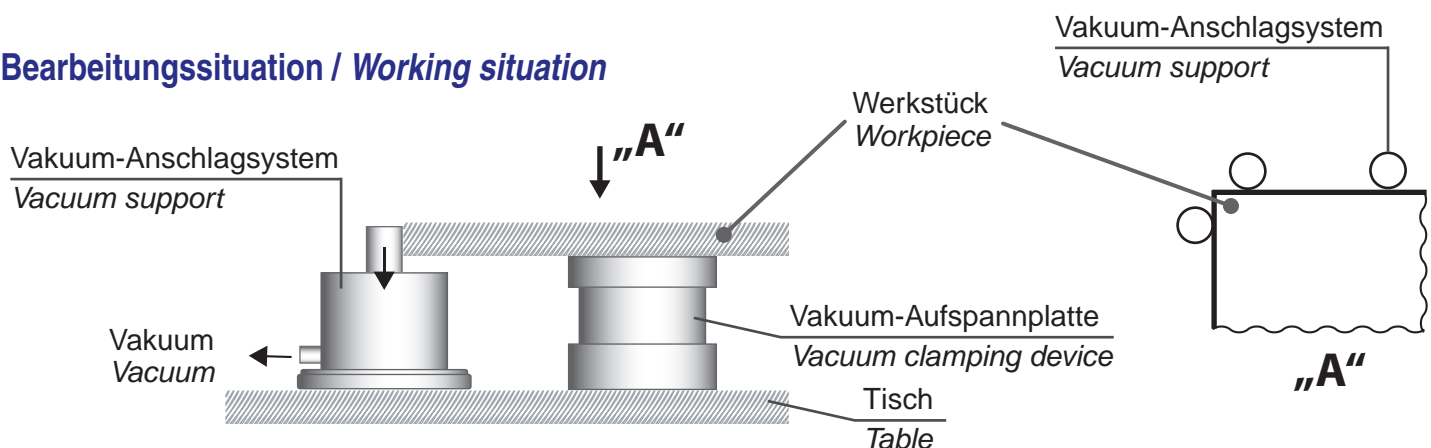 Bearbeitungssituation / Working situation
Vakuum-Anschlagsystem
Vacuum support
Vakuum
Vacuum
„A“
Werkstück
Workpiece
Vakuum-Aufspannplatte
Vacuum clamping device
Tisch
Table
Vakuum-Anschlagsystem
Vacuum support
„A“